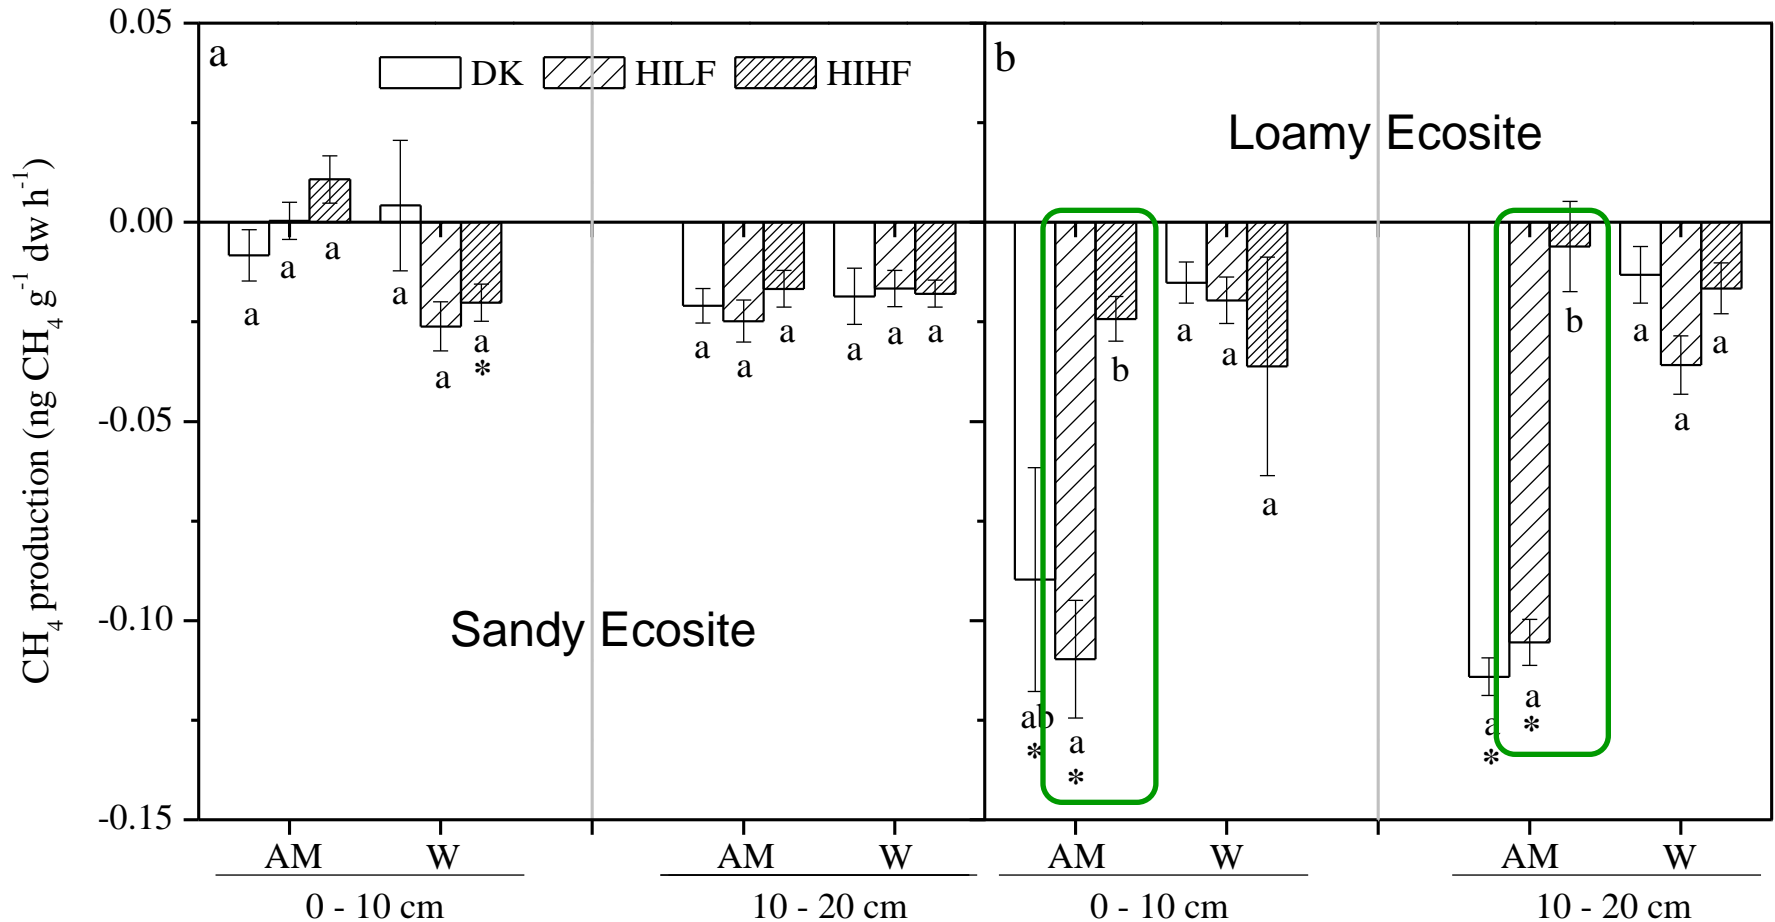 0.05
0.00
-0.05
-0.10
-0.15
CH4 production (ng CH4 g-1 dw h-1)
a
DK HILF HIHF
Sandy Ecosite
a
a
a
a
a
a
*
a
a
a
a
a
a
b
Loamy Ecosite
ab
*
a
*
b
a
a
a
a
*
a
*
b
a
a
a
AM W AM W AM W AM W
0 - 10 cm 10 - 20 cm 0 - 10 cm 10 - 20 cm